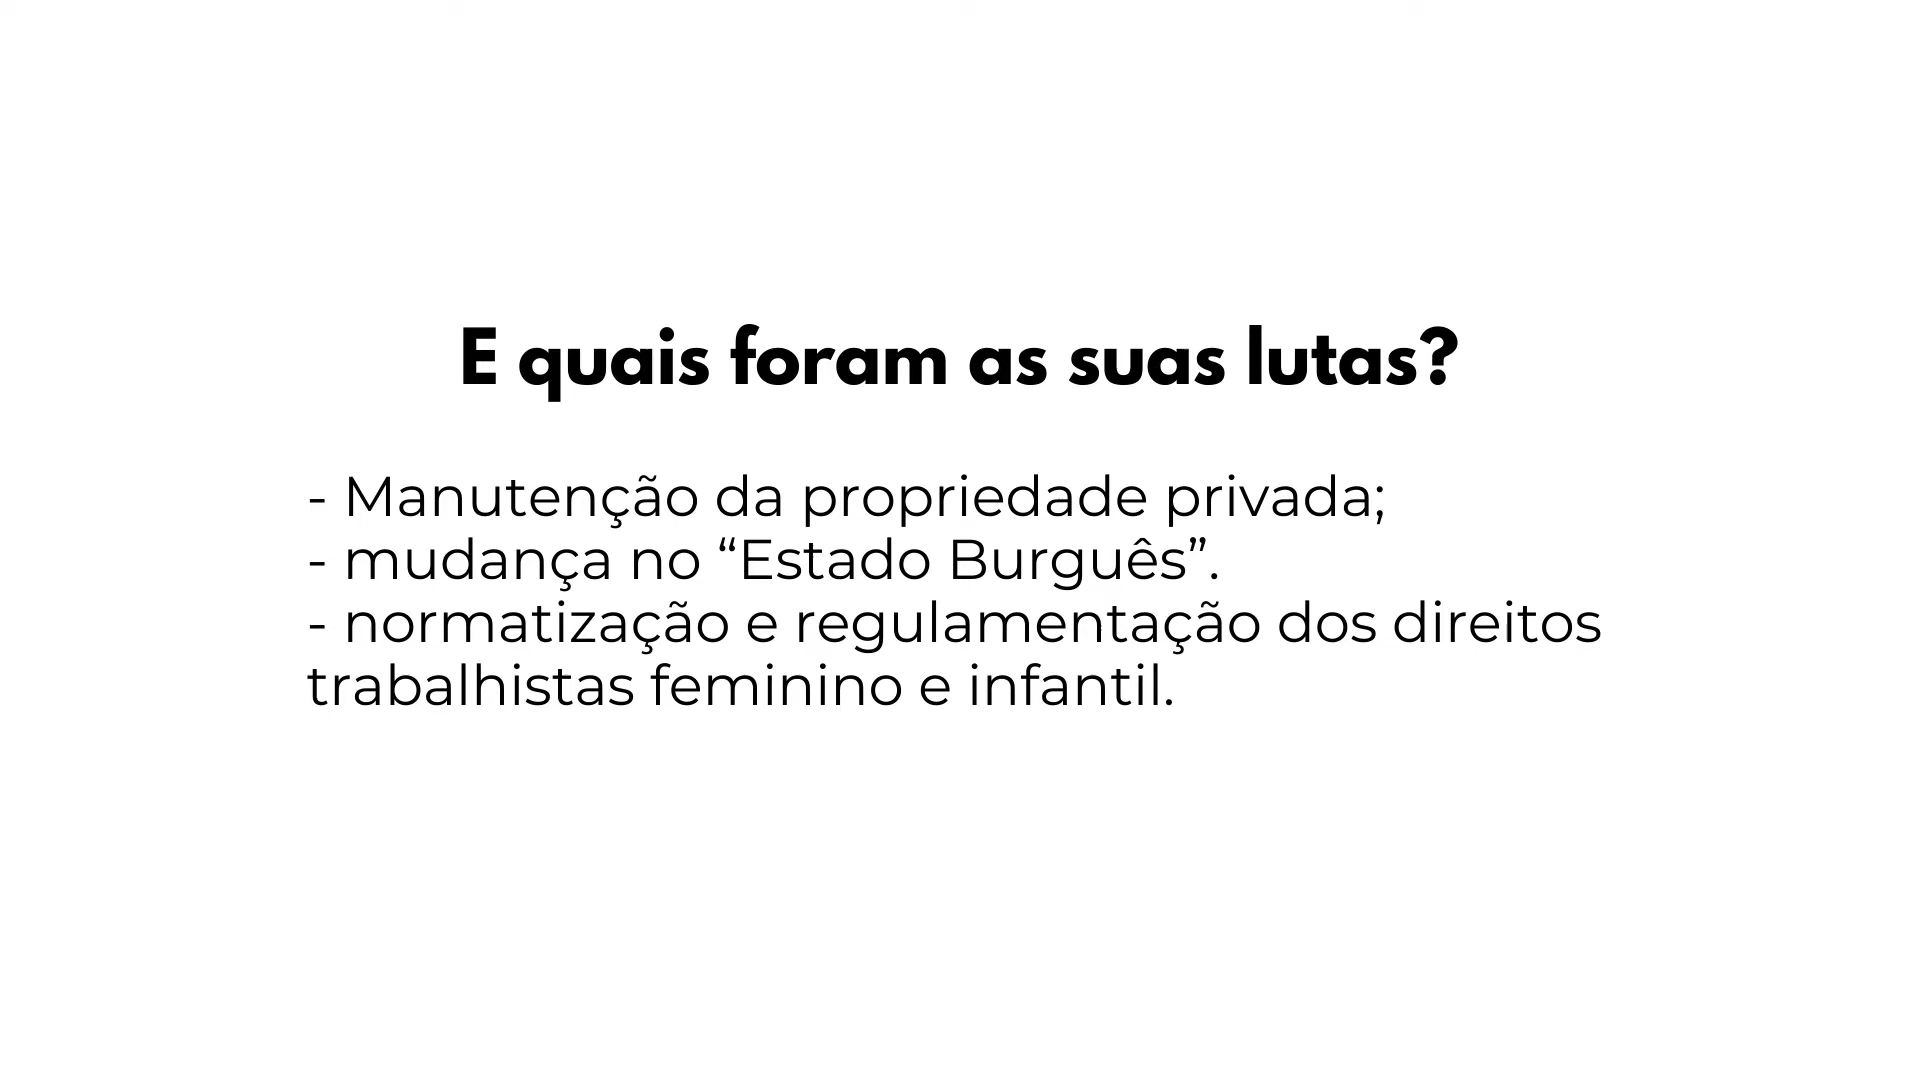 E quais foram as suas lutas?
- Manutenção da propriedade privada;
- mudança no “Estado Burguês”.
- normatização e regulamentação dos direitos
trabalhistas feminino e infantil.